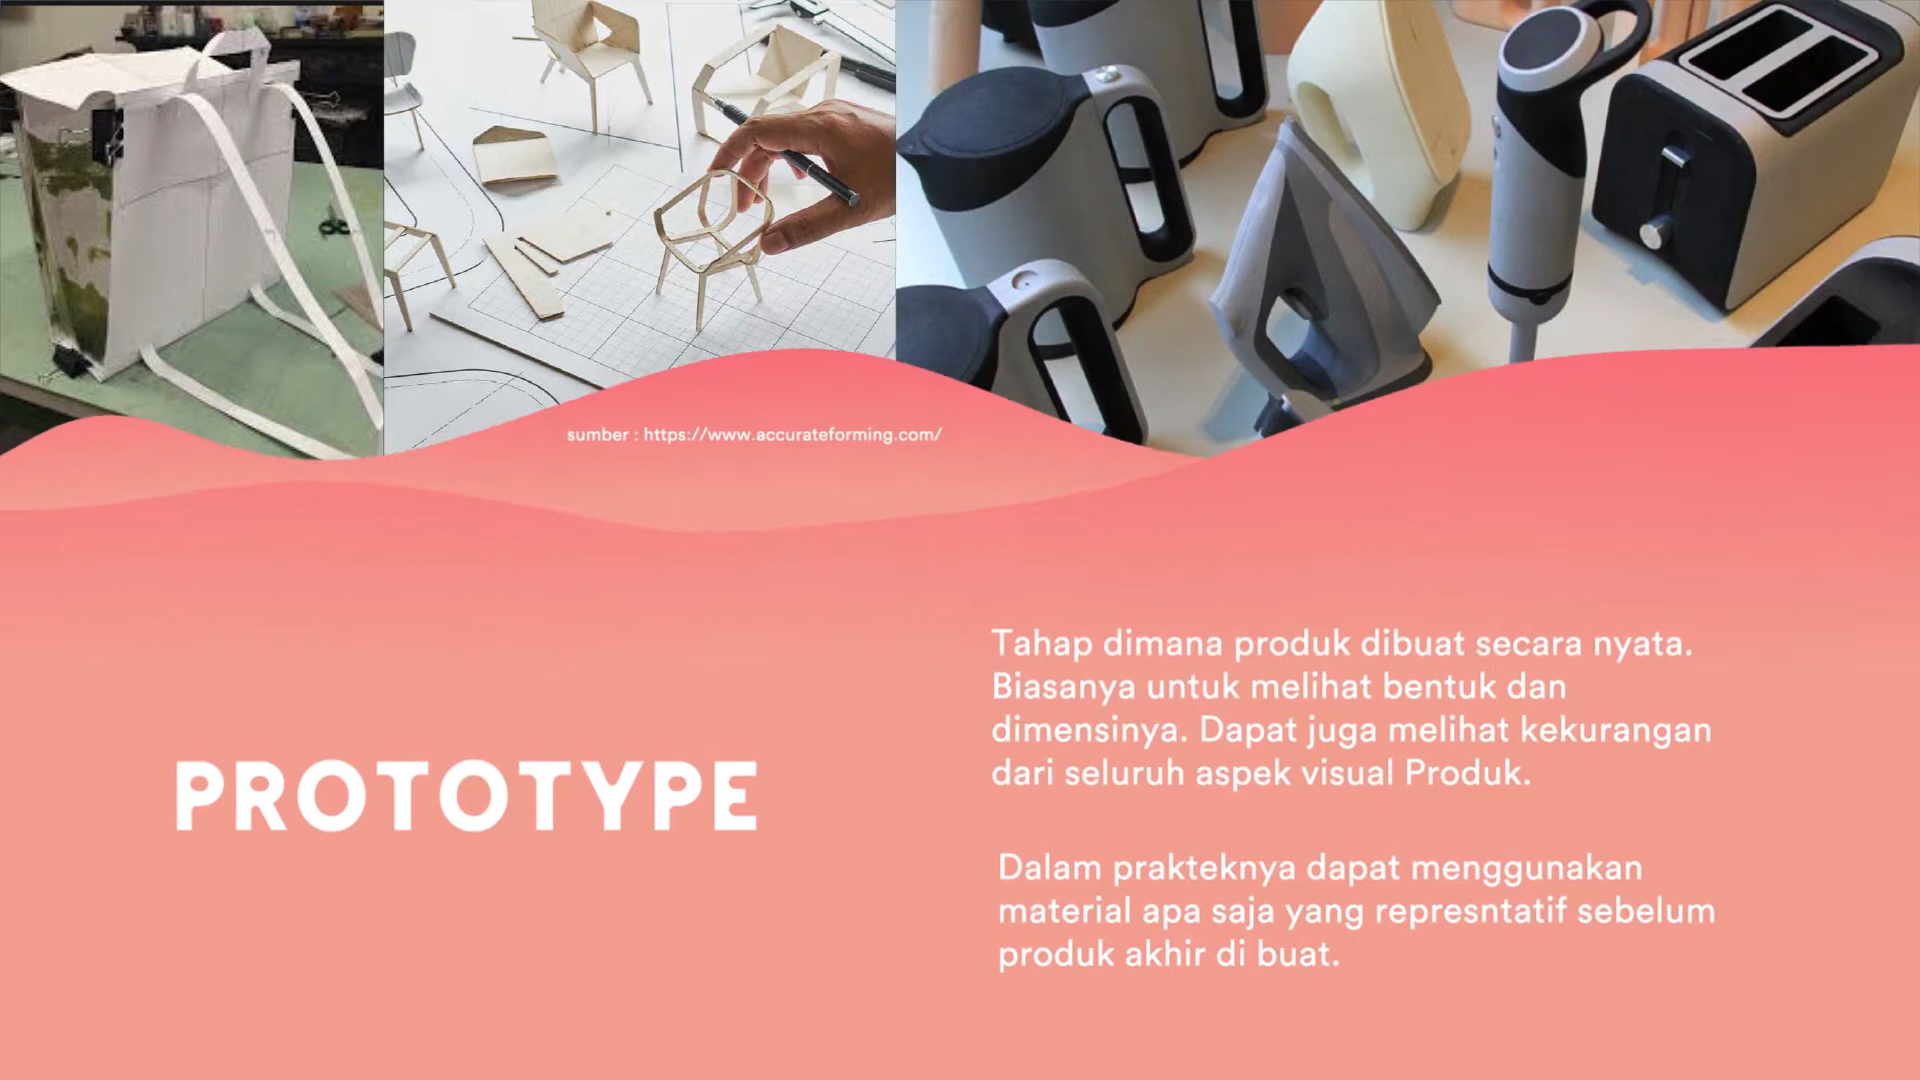 sumber : https://www.accurateforming.com/
PROTOTYPE
Tahap dimana produk dibuat secara nyata.
Biasanya untuk melihat bentuk dan
dimensinya. Dapat juga melihat kekurangan
dari seluruh aspek visual Produk.
Dalam prakteknya dapat menggunakan
material apa saja yang represntatif sebelum
produk akhir di buat.